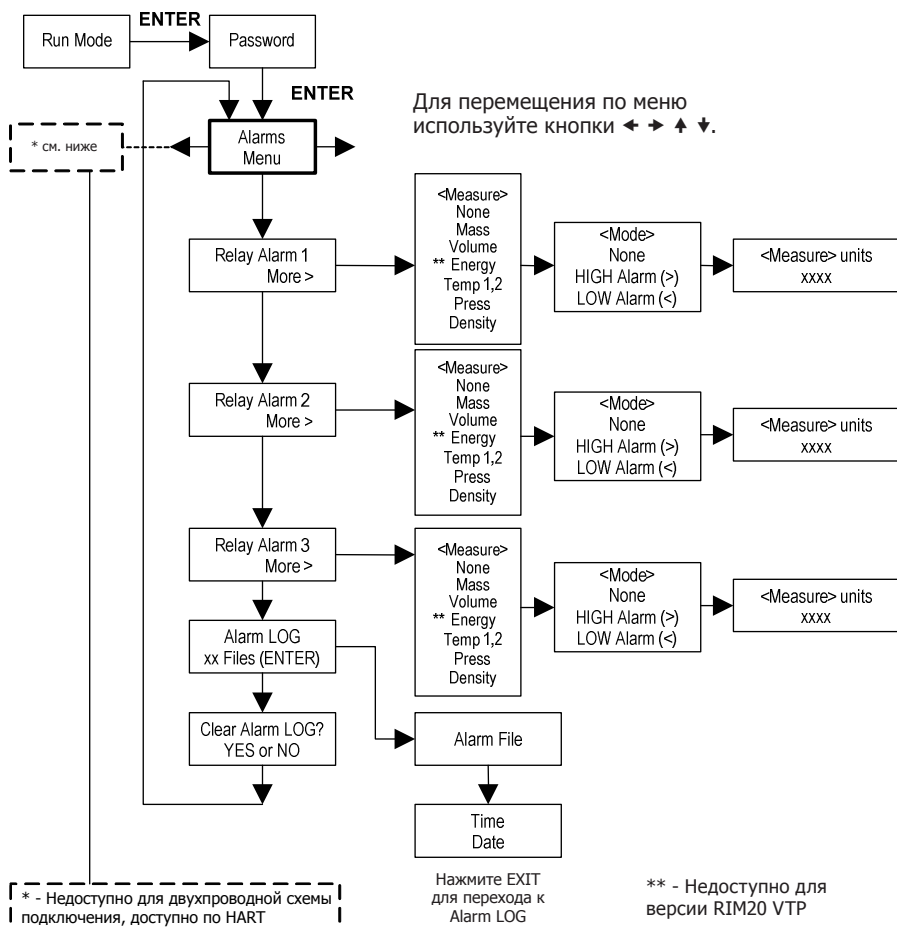 ENTER
Run Mode
Password
ENTER
Для перемещения по меню
используйте кнопки ← → ↑ ↓.
* см. ниже
Alarms
Menu
Relay Alarm 1
More >
<Measure>
None
Mass
Volume
** Energy
Temp 1,2
Press
Density
<Mode>
None
HIGH Alarm (>)
LOW Alarm (<)
<Measure> units
xxxx
Relay Alarm 2
More >
<Measure>
None
Mass
Volume
** Energy
Temp 1,2
Press
Density
<Mode>
None
HIGH Alarm (>)
LOW Alarm (<)
<Measure> units
xxxx
Relay Alarm 3
More >
<Measure>
None
Mass
Volume
** Energy
Temp 1,2
Press
Density
<Mode>
None
HIGH Alarm (>)
LOW Alarm (<)
<Measure> units
xxxx
Alarm LOG
xx Files (ENTER)
Clear Alarm LOG?
YES or NO
Alarm File
Time
Date
Нажмите EXIT
для перехода к
Alarm LOG
* - Недоступно для двухпроводной схемы
подключения, доступно по HART
** - Недоступно для
версии RIM20 VTP